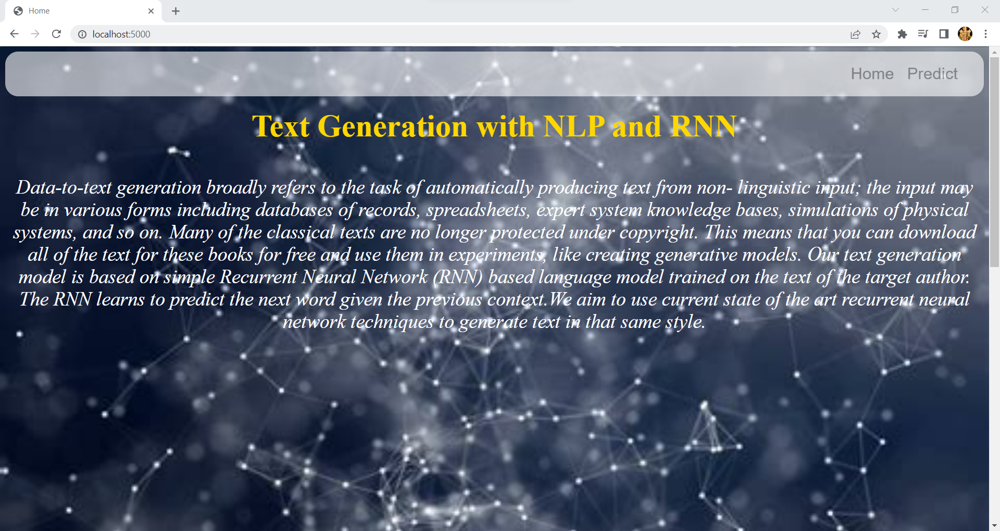 Home
localhost:5000
Home Predict
Text Generation with NLP and RNN
Data-to-text generation broadly refers to the task of automatically producing text from non- linguistic input; the input may
be in various forms including databases of records, spreadsheets, expert system knowledge bases, simulations of physical
systems, and so on. Many of the classical texts are no longer protected under copyright. This means that you can download
all of the text for these books for free and use them in experiments, like creating generative models. Our text generation
model is based on simple Recurrent Neural Network (RNN) based language model trained on the text of the target author.
The RNN learns to predict the next word given the previous context.We aim to use current state of the art recurrent neural
network techniques to generate text in that same style.